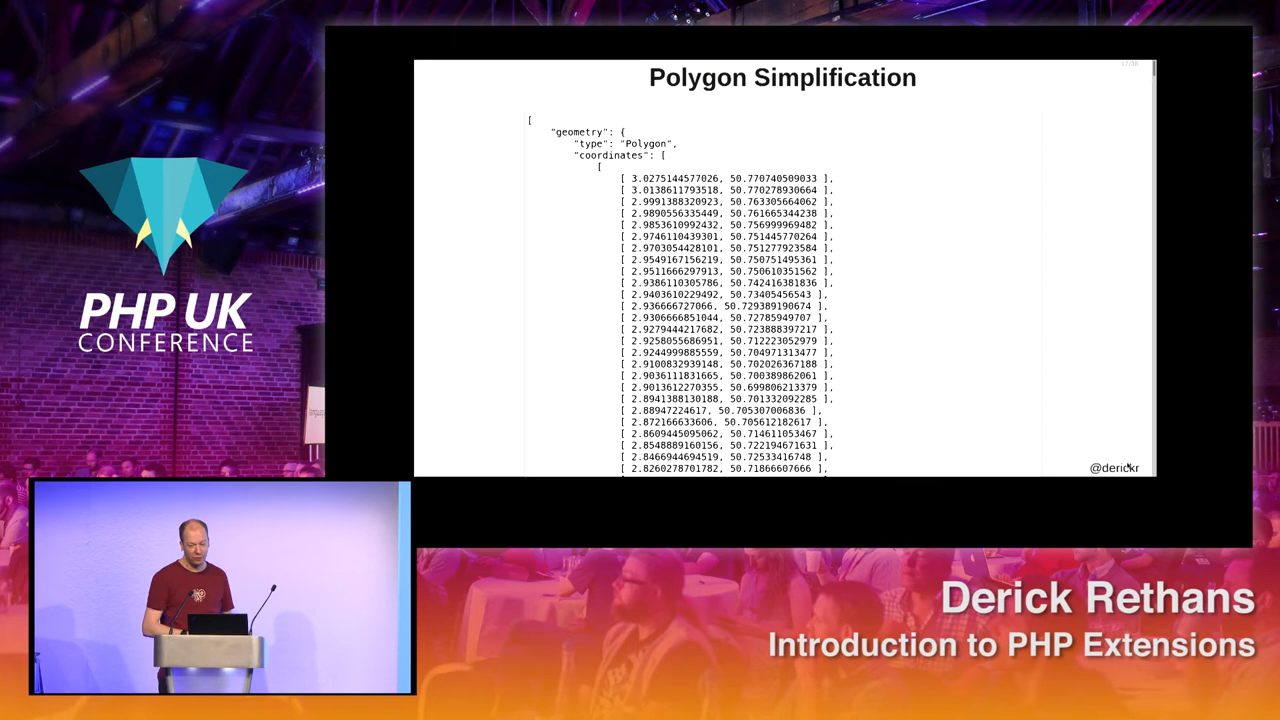 17/38
Polygon Simplification
[
"geometry": {
"type": "Polygon",
"coordinates": [
[
[ 3.0275144577026, 50.770740509033 ],
[ 3.0138611793518, 50.770278930664 ],
[ 2.9991388320923, 50.763305664062 ],
[ 2.9890556335449, 50.761665344238 ],
[ 2.9853610992432, 50.756999969482 ],
[ 2.9746110439301, 50.751445770264 ],
[ 2.9703054428101, 50.751277923584 ],
[ 2.9549167156219, 50.750751495361 ],
[ 2.9511666297913, 50.750610351562 ],
[ 2.9386110305786, 50.742416381836 ],
[ 2.9403610229492, 50.73405456543 ],
[ 2.936666727066, 50.729389190674 ],
[ 2.9306666851044, 50.72785949707 ],
[ 2.9279444217682, 50.723888397217 ],
[ 2.9258055686951, 50.712223052979 ],
[ 2.9244999885559, 50.704971313477 ],
[ 2.9100832939148, 50.702026367188 ],
[ 2.9036111831665, 50.700389862061 ],
[ 2.9013612270355, 50.699806213379 ],
[ 2.8941388130188, 50.701332092285 ],
[ 2.88947224617, 50.705307006836 ],
[ 2.872166633606, 50.705612182617 ],
[ 2.8609445095062, 50.714611053467 ],
[ 2.8548889160156, 50.722194671631 ],
[ 2.8466944694519, 50.72533416748 ],
[ 2.8260278701782, 50.71866607666 ],
@derickr
PHP UK
CONFERENCE
Derick Rethans
Introduction to PHP Extensions